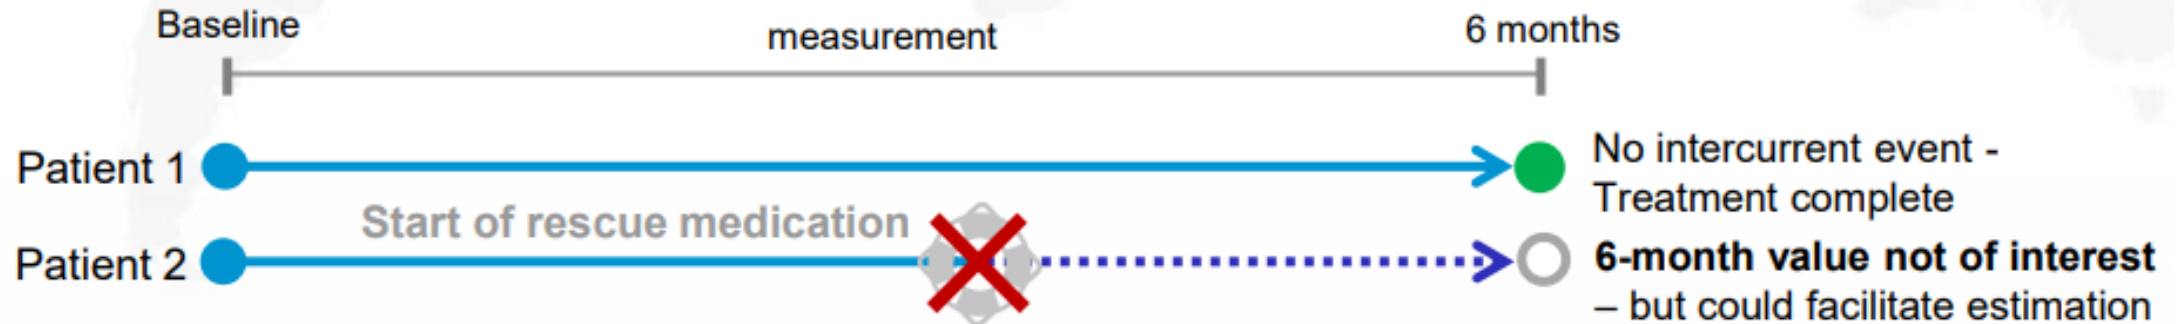 Baseline
measurement
6 months
Patient 1
No intercurrent event -
Treatment complete
Start of rescue medication
Patient 2
6-month value not of interest
– but could facilitate estimation